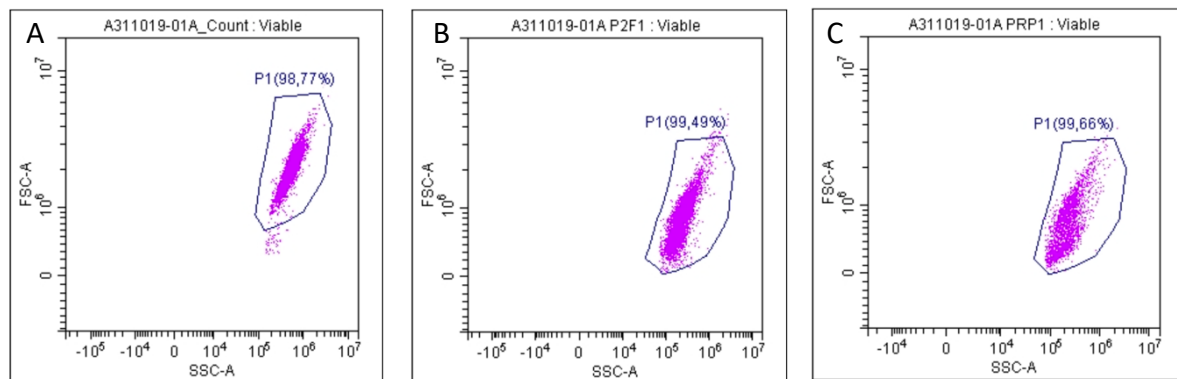 A
A311019-01A_Count : Viable
P1(98,77%)
FSC-A
10^7
10^6
0
-10^5
-10^4
0
10^4
10^5
10^6
10^7
SSC-A
B
A311019-01A P2F1 : Viable
P1(99,49%)
FSC-A
10^7
10^6
0
-10^5
-10^4
0
10^4
10^5
10^6
10^7
SSC-A
C
A311019-01A PRP1 : Viable
P1(99,66%)
FSC-A
10^7
10^6
0
-10^5
-10^4
0
10^4
10^5
10^6
10^7
SSC-A